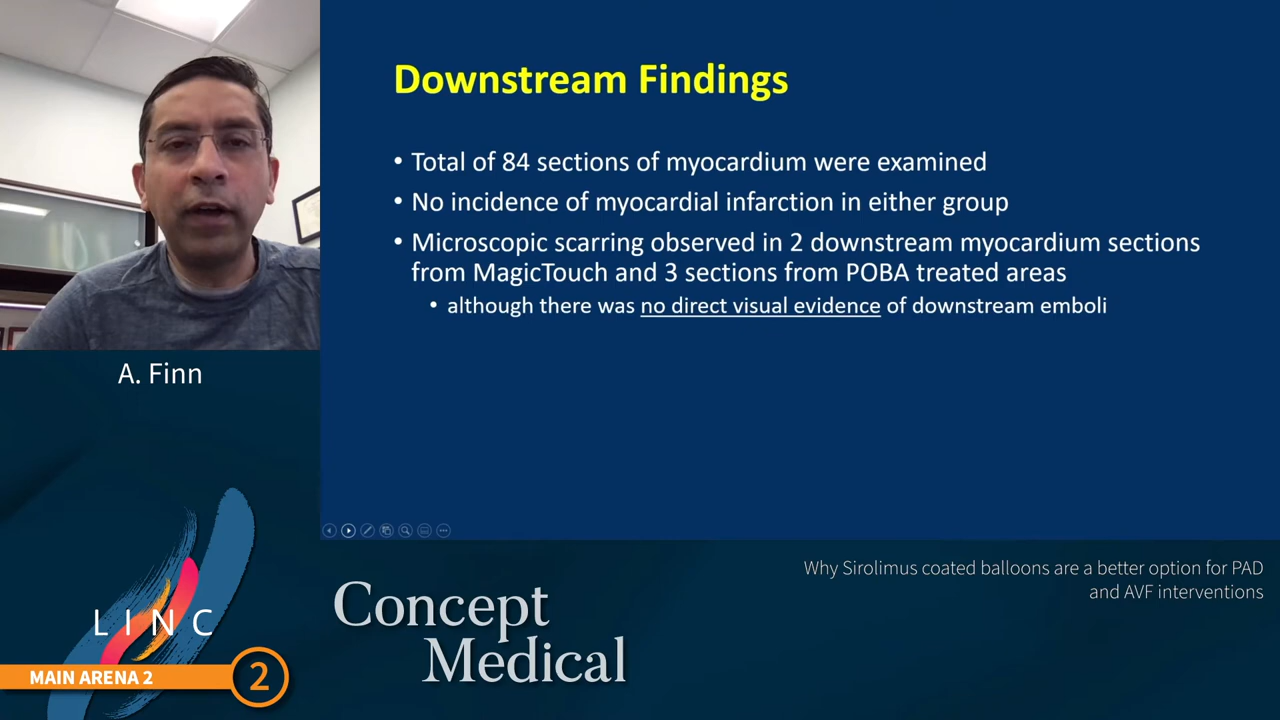 Downstream Findings
• Total of 84 sections of myocardium were examined
• No incidence of myocardial infarction in either group
• Microscopic scarring observed in 2 downstream myocardium sections
from MagicTouch and 3 sections from POBA treated areas
• although there was no direct visual evidence of downstream emboli
A. Finn
Why Sirolimus coated balloons are a better option for PAD
and AVF interventions
Concept
Medical
LINC
MAIN ARENA 2
2